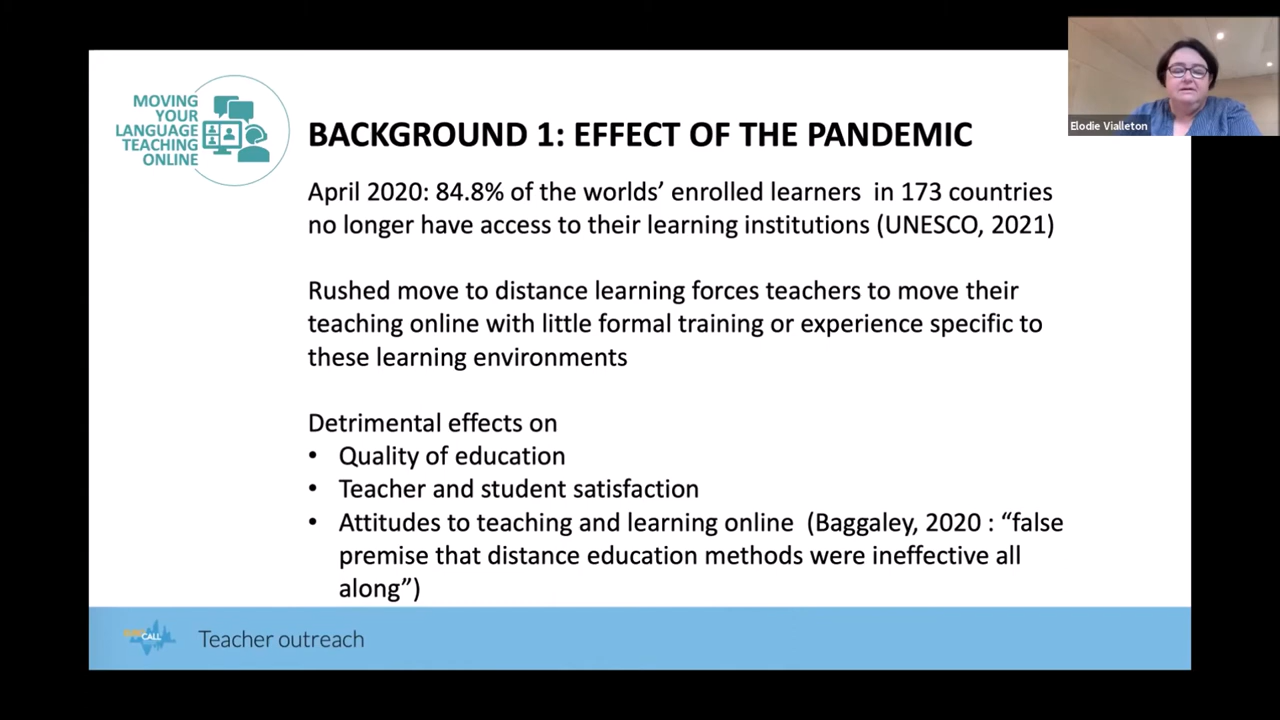 MOVING
YOUR
LANGUAGE
TEACHING
ONLINE
BACKGROUND 1: EFFECT OF THE PANDEMIC
Elodie Vialleton
April 2020: 84.8% of the worlds’ enrolled learners in 173 countries
no longer have access to their learning institutions (UNESCO, 2021)
Rushed move to distance learning forces teachers to move their
teaching online with little formal training or experience specific to
these learning environments
Detrimental effects on
• Quality of education
• Teacher and student satisfaction
• Attitudes to teaching and learning online (Baggaley, 2020 : “false
premise that distance education methods were ineffective all
along”)
CALL
Teacher outreach